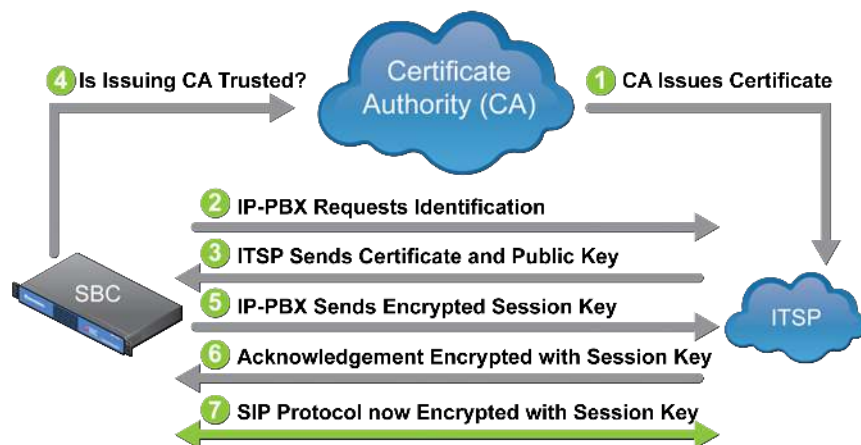 4 Is Issuing CA Trusted?
Certificate
Authority (CA)
1 CA Issues Certificate
2 IP-PBX Requests Identification
3 ITSP Sends Certificate and Public Key
SBC
5 IP-PBX Sends Encrypted Session Key
ITSP
6 Acknowledgement Encrypted with Session Key
7 SIP Protocol now Encrypted with Session Key